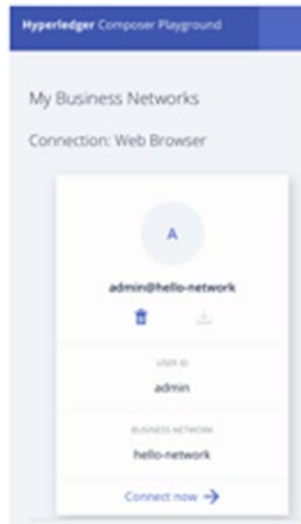 Hyperledger Composer Playground
My Business Networks
Connection: Web Browser
A
admin@hello-network
USER ID
admin
BUSINESS NETWORK
hello-network
Connect now